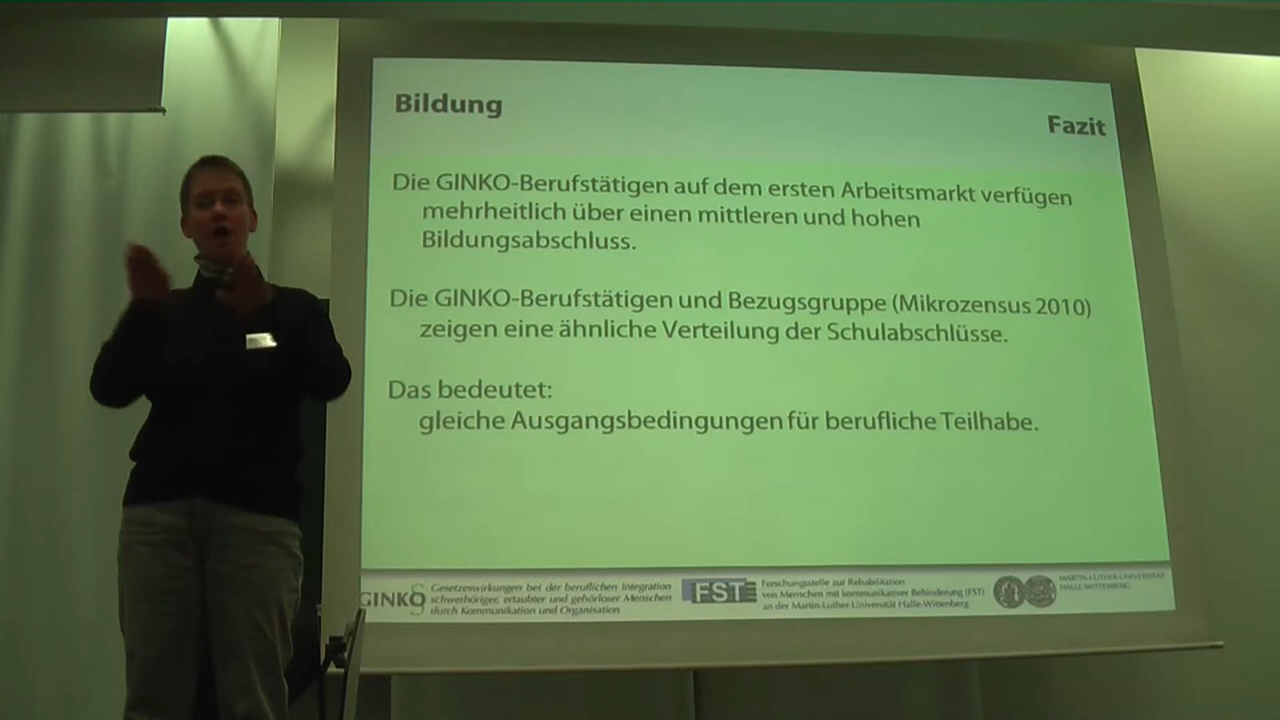 Bildung
Fazit
Die GINKO-Berufstätigen auf dem ersten Arbeitsmarkt verfügen
mehrheitlich über einen mittleren und hohen
Bildungsabschluss.
Die GINKO-Berufstätigen und Bezugsgruppe (Mikrozensus 2010)
zeigen eine ähnliche Verteilung der Schulabschlüsse.
Das bedeutet:
gleiche Ausgangsbedingungen für berufliche Teilhabe.
GINKO
Gesetzeswirkungen bei der beruflichen Integration
schwerhöriger, ertaubter und gehörloser Menschen
durch Kommunikation und Organisation
FST
Forschungsstelle zur Rehabilitation
von Menschen mit kommunikativer Behinderung (FST)
an der Martin-Luther-Universität Halle-Wittenberg
MARTIN-LUTHER-UNIVERSITÄT
HALLE-WITTENBERG